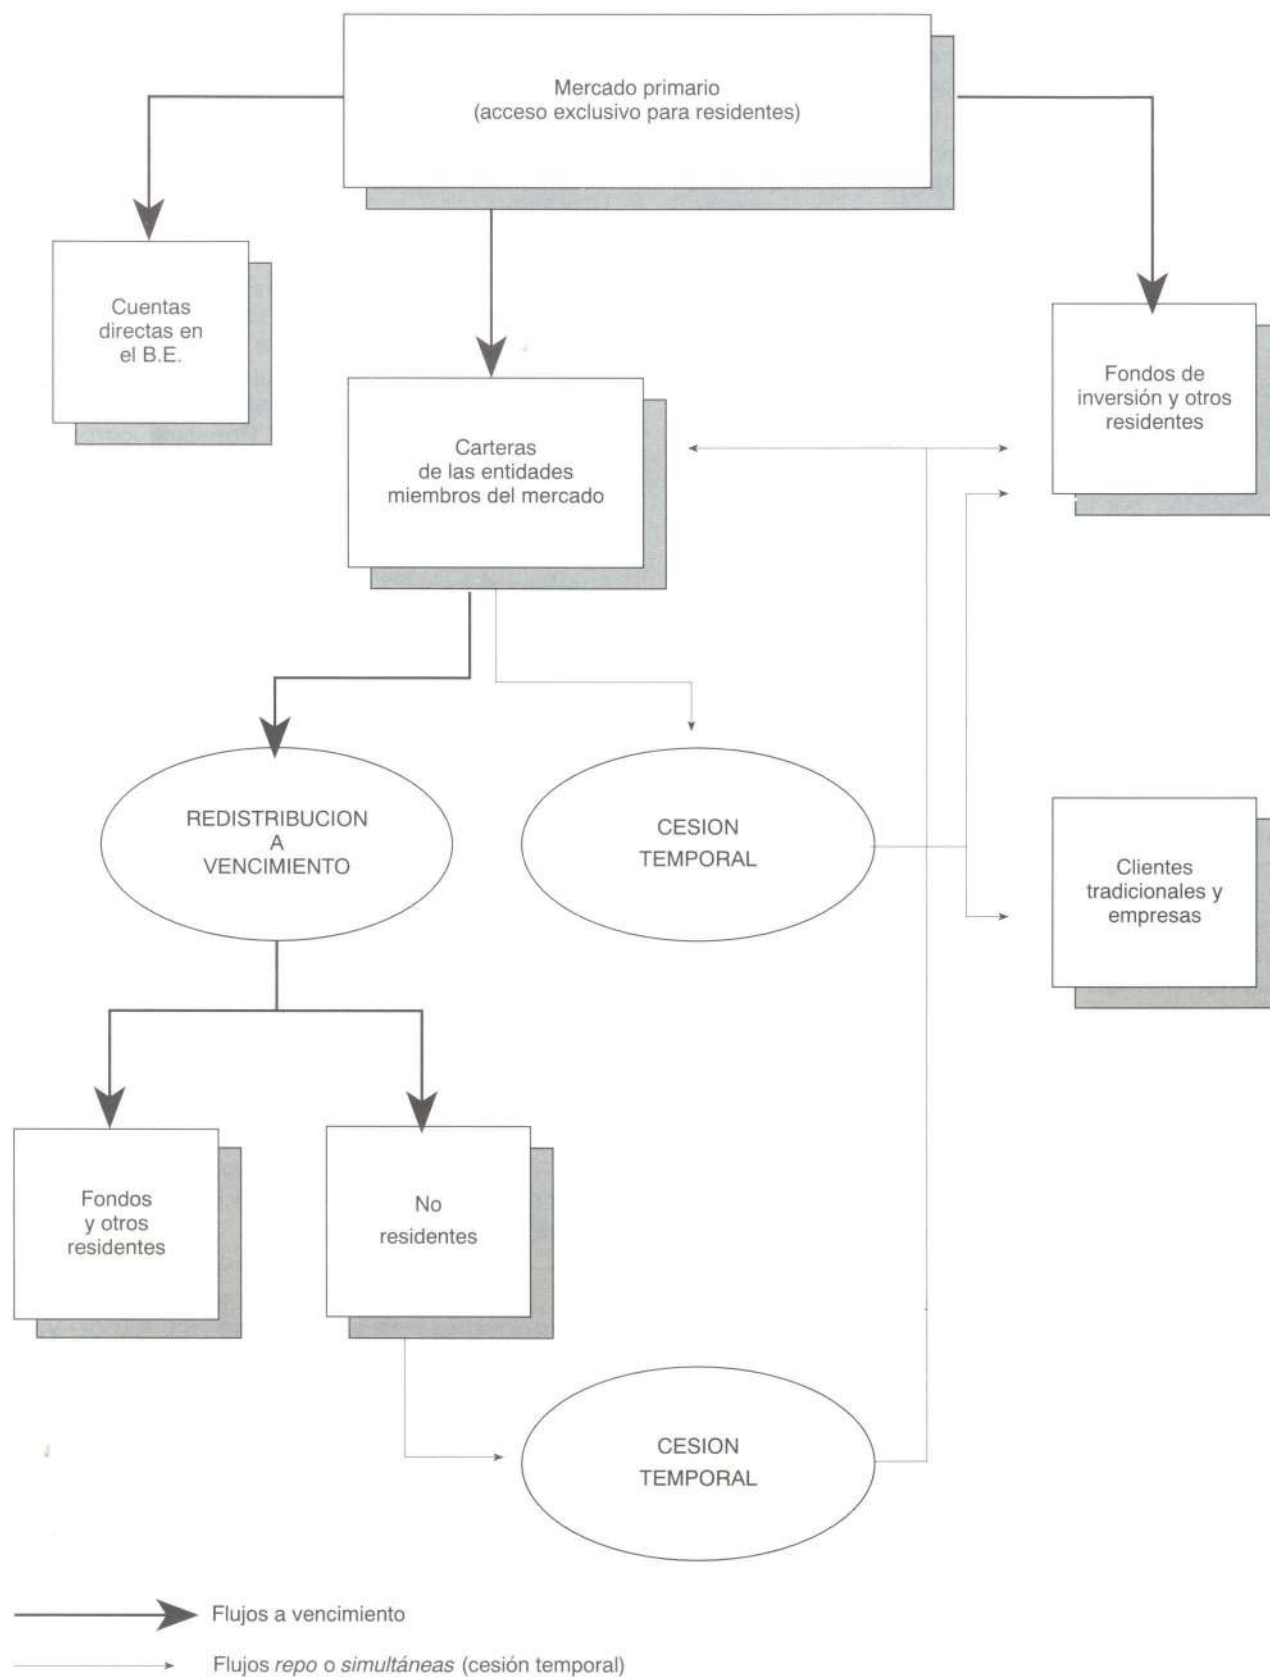 Mercado primario
(acceso exclusivo para residentes)
Cuentas
directas en
el B.E.
Fondos de
inversión y otros
residentes
Carteras
de las entidades
miembros del mercado
REDISTRIBUCION
A
VENCIMIENTO
CESION
TEMPORAL
Clientes
tradicionales y
empresas
Fondos
y otros
residentes
No
residentes
CESION
TEMPORAL
Flujos a vencimiento
Flujos repo o simultáneas (cesión temporal)